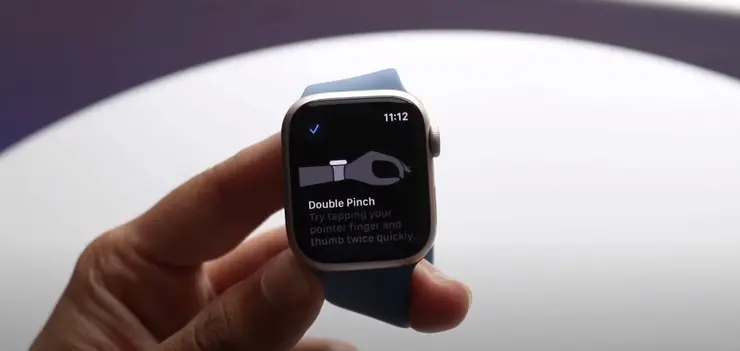 11:12
Double Pinch
Try tapping your
pointer finger and
thumb twice quickly.